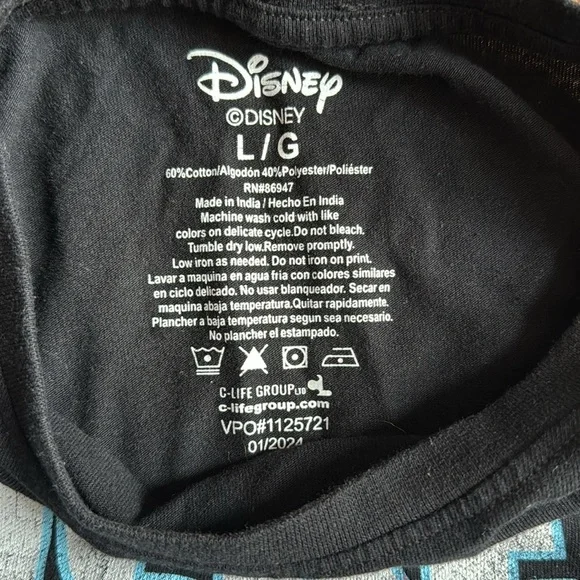 Disney
©DISNEY
L / G
60%Cotton/Algodón 40%Polyester/Poliéster
RN#86947
Made in India / Hecho En India
Machine wash cold with like
colors on delicate cycle.Do not bleach.
Tumble dry low.Remove promptly.
Low iron as needed. Do not iron on print.
Lavar a maquina en agua fria con colores similares
en ciclo delicado. No usar blanqueador. Secar en
maquina abaja temperatura.Quitar rapidamente.
Plancher a baja temperatura segun sea necesario.
No plancher el estampado.
C-LIFE GROUP LTD
c-lifegroup.com
VPO#1125721
01/2024